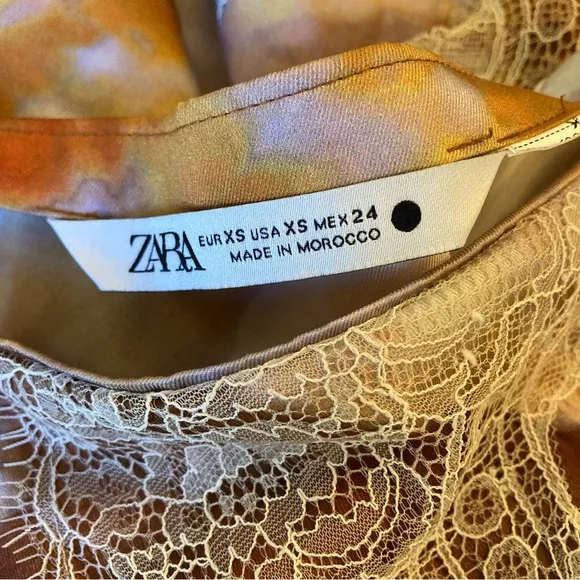 ZARA
EUR XS USA XS MEX 24
MADE IN MOROCCO